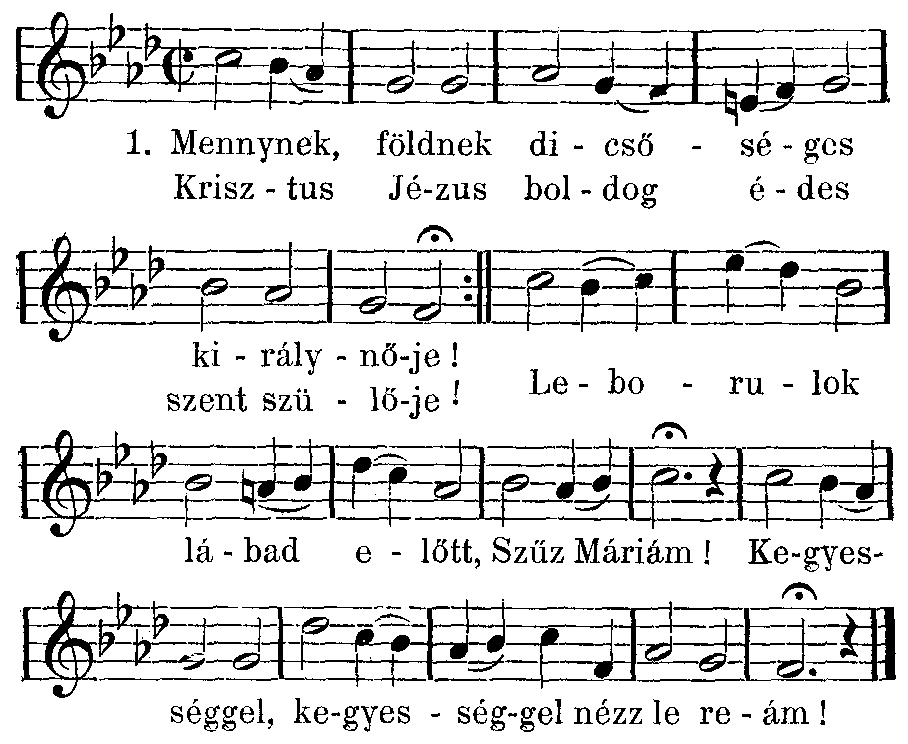 1. Mennynek, földnek di - cső - sé - ges
Krisz - tus Jé - zus bol - dog é - des
ki - rály - nő - je !
szent szü - lő - je !
Le - bo - ru - lok
lá - bad e - lőtt, Szűz Máriám ! Ke - gyes-
séggel, ke - gyes - ség - gel nézz le re - ám !